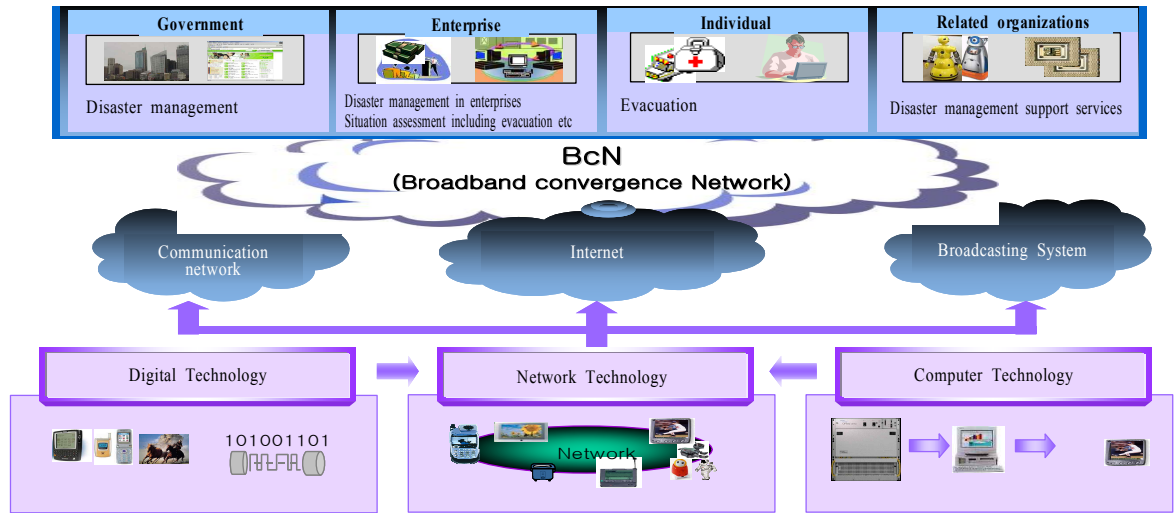 Government
Enterprise
Individual
Related organizations
Disaster management
Disaster management in enterprises
Situation assessment including evacuation etc
Evacuation
Disaster management support services
BcN
(Broadband convergence Network)
Communication
network
Internet
Broadcasting System
Digital Technology
Network Technology
Computer Technology
101001101
Network